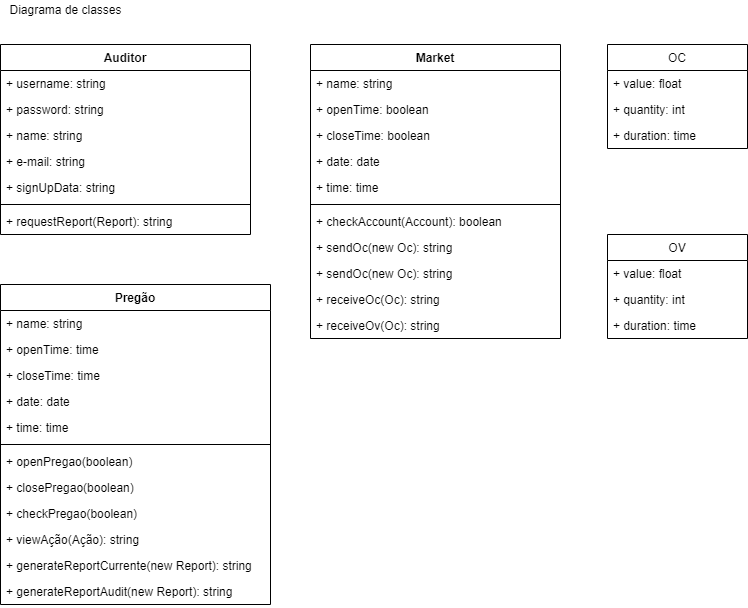 Diagrama de classes
Auditor
+ username: string
+ password: string
+ name: string
+ e-mail: string
+ signUpData: string
+ requestReport(Report): string
Market
+ name: string
+ openTime: boolean
+ closeTime: boolean
+ date: date
+ time: time
+ checkAccount(Account): boolean
+ sendOc(new Oc): string
+ sendOc(new Oc): string
+ receiveOc(Oc): string
+ receiveOv(Oc): string
OC
+ value: float
+ quantity: int
+ duration: time
OV
+ value: float
+ quantity: int
+ duration: time
Pregão
+ name: string
+ openTime: time
+ closeTime: time
+ date: date
+ time: time
+ openPregao(boolean)
+ closePregao(boolean)
+ checkPregao(boolean)
+ viewAção(Ação): string
+ generateReportCurrente(new Report): string
+ generateReportAudit(new Report): string